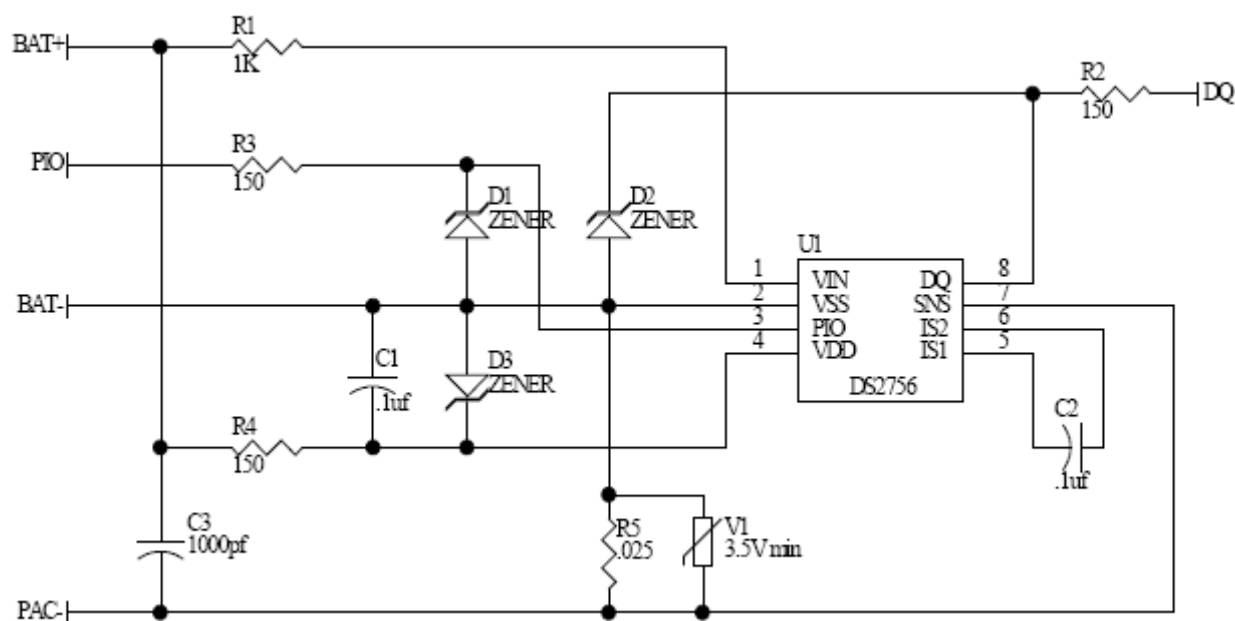 BAT+
R1
1K
R2
150
DQ
PIO
R3
150
D1
ZENER
D2
ZENER
U1
1
VIN
DQ
8
BAT-
2
VSS
SNS
7
3
PIO
IS2
6
4
VDD
IS1
5
DS2756
C1
.1uf
D3
ZENER
C2
.1uf
R4
150
C3
1000pf
R5
.025
V1
3.5Vmin
PAC-